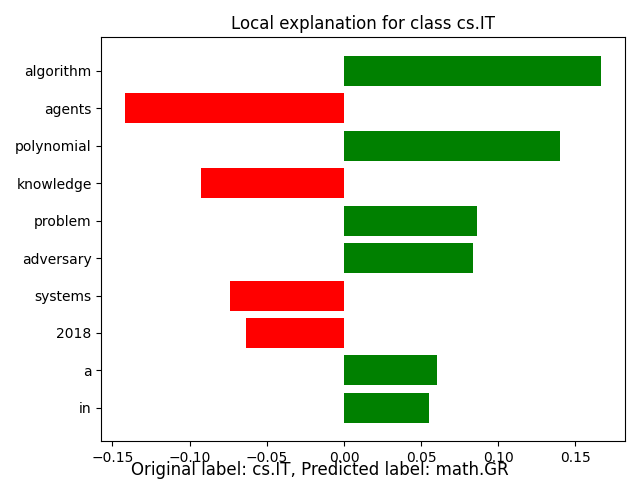 Local explanation for class cs.IT
algorithm
agents
polynomial
knowledge
problem
adversary
systems
2018
a
in
−0.15 −0.10 −0.05 0.00 0.05 0.10 0.15
Original label: cs.IT, Predicted label: math.GR